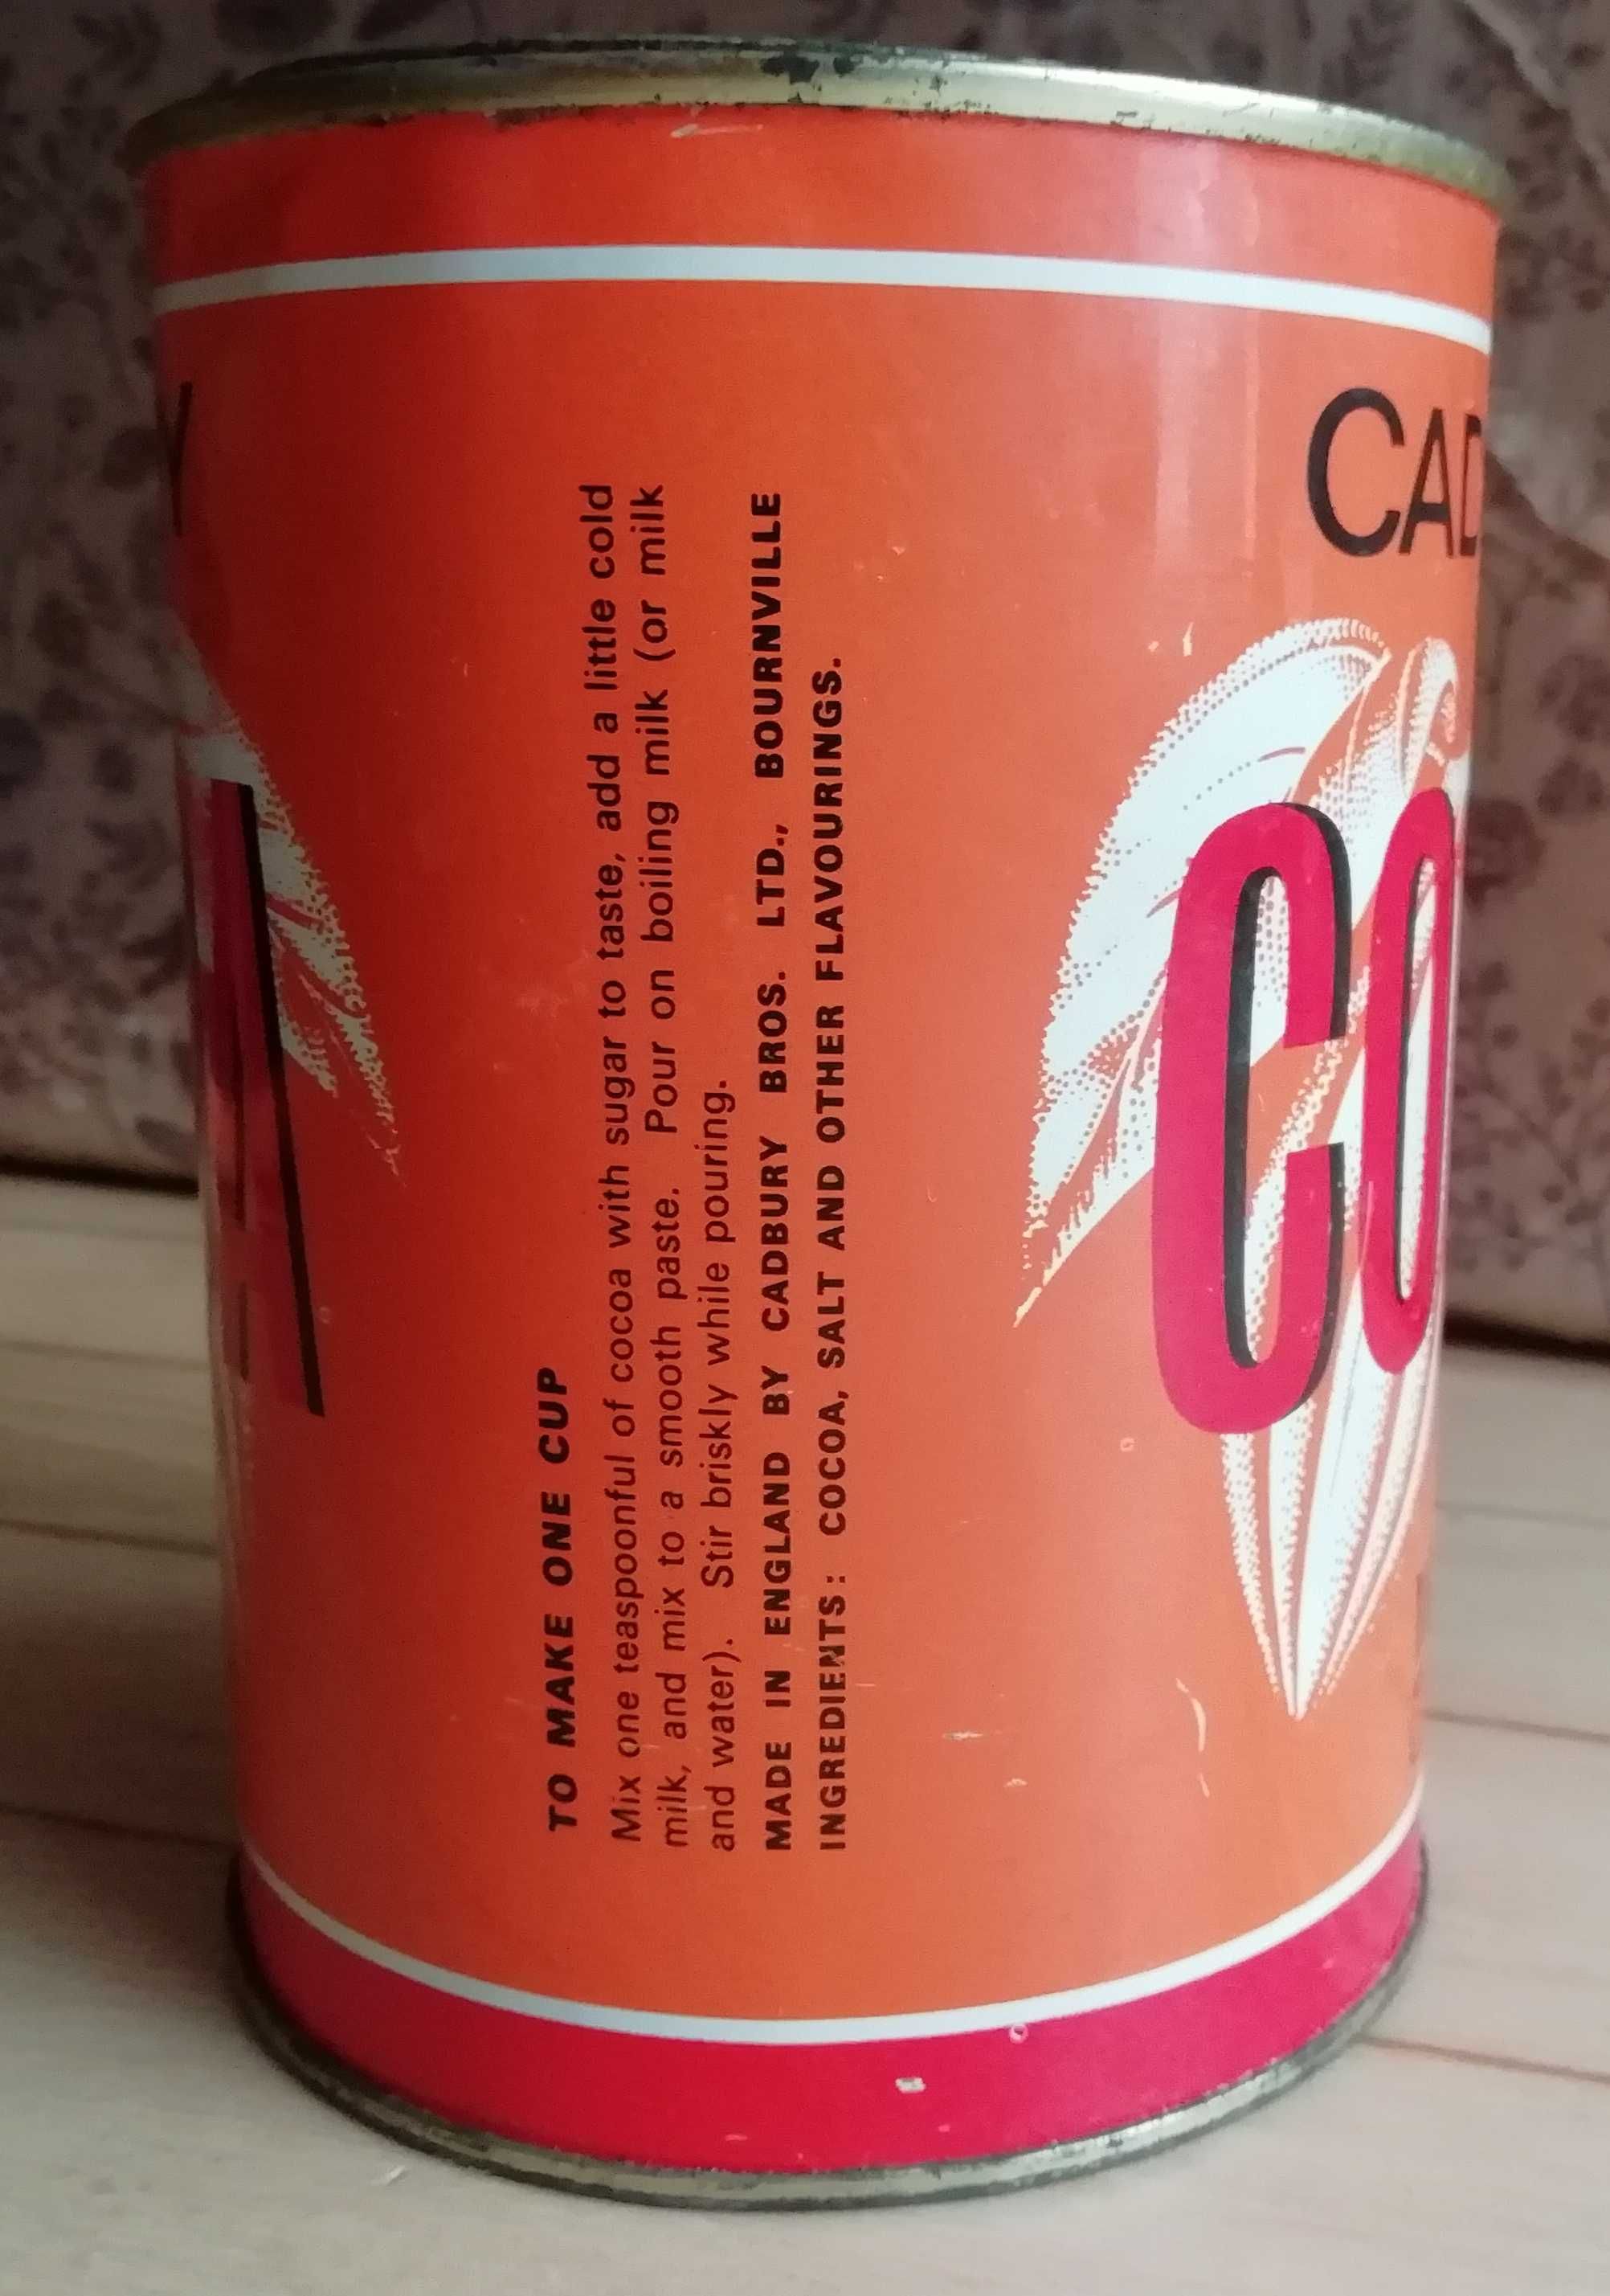 TO MAKE ONE CUP
Mix one teaspoonful of cocoa with sugar to taste, add a little cold
milk, and mix to a smooth paste. Pour on boiling milk (or milk
and water). Stir briskly while pouring.
MADE IN ENGLAND BY CADBURY BROS. LTD., BOURNVILLE
INGREDIENTS: COCOA, SALT AND OTHER FLAVOURINGS.
CAD
CO
Y
A